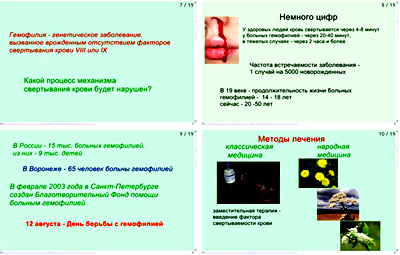 7 / 19
Гемофилия - генетическое заболевание,
вызванное врожденным отсутствием факторов
свертывания крови VIII или IX
Какой процесс механизма
свертывания крови будет нарушен?
8 / 19
Немного цифр
У здоровых людей кровь свертывается через 4-8 минут
у больных гемофилией - через 20-40 минут,
в тяжелых случаях - через 2 часа и более
Частота встречаемости заболевания -
1 случай на 5000 новорожденных
В 19 веке - продолжительность жизни больных
гемофилией - 14 - 18 лет
сейчас - 20 -50 лет
9 / 19
В России - 15 тыс. больных гемофилией,
из них - 9 тыс. детей
В Воронеже - 65 человек больны гемофилией
В феврале 2003 года в Санкт-Петербурге
создан Благотворительный Фонд помощи
больным гемофилией
12 августа - День борьбы с гемофилией
10 / 19
Методы лечения
классическая
медицина
народная
медицина
заместительная терапия -
введение фактора
свертываемости крови